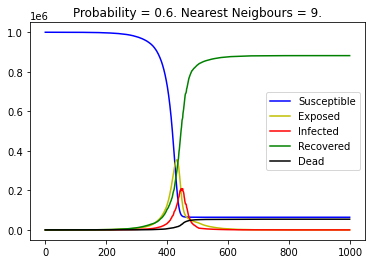 Probability = 0.6. Nearest Neigbours = 9.
1e6
1.0
0.8
0.6
0.4
0.2
0.0
Susceptible
Exposed
Infected
Recovered
Dead
0 200 400 600 800 1000